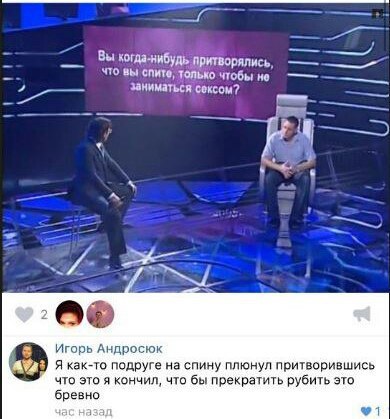 Вы когда-нибудь притворялись,
что вы спите, только чтобы не
заниматься сексом?
2
Игорь Андросюк
Я как-то подруге на спину плюнул притворившись
что это я кончил, что бы прекратить рубить это
бревно
час назад
1